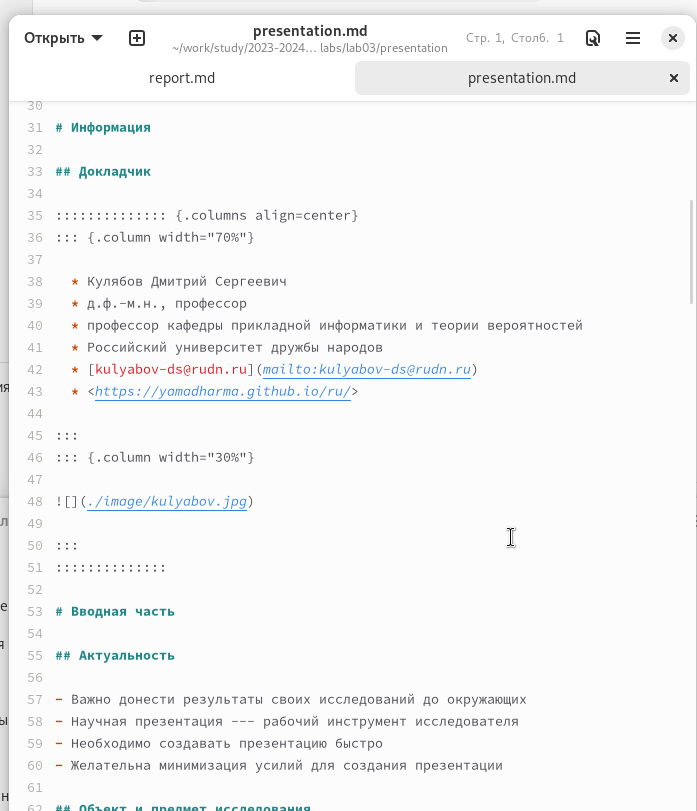 Открыть
presentation.md
~/work/study/2023-2024… labs/lab03/presentation
Стр. 1, Столб. 1
report.md
presentation.md
30
31 # Информация
32
33 ## Докладчик
34
35 :::::::::::::: {.columns align=center}
36 ::: {.column width="70%"}
37
38 * Кулябов Дмитрий Сергеевич
39 * д.ф.-м.н., профессор
40 * профессор кафедры прикладной информатики и теории вероятностей
41 * Российский университет дружбы народов
42 * [kulyabov-ds@rudn.ru](mailto:kulyabov-ds@rudn.ru)
43 * <https://yamadharma.github.io/ru/>
44
45 :::
46 ::: {.column width="30%"}
47
48 ![](./image/kulyabov.jpg)
49
50 :::
51 ::::::::::::::
52
53 # Вводная часть
54
55 ## Актуальность
56
57 - Важно донести результаты своих исследований до окружающих
58 - Научная презентация --- рабочий инструмент исследователя
59 - Необходимо создавать презентацию быстро
60 - Желательна минимизация усилий для создания презентации
61
62 ## Объект и предмет исследования